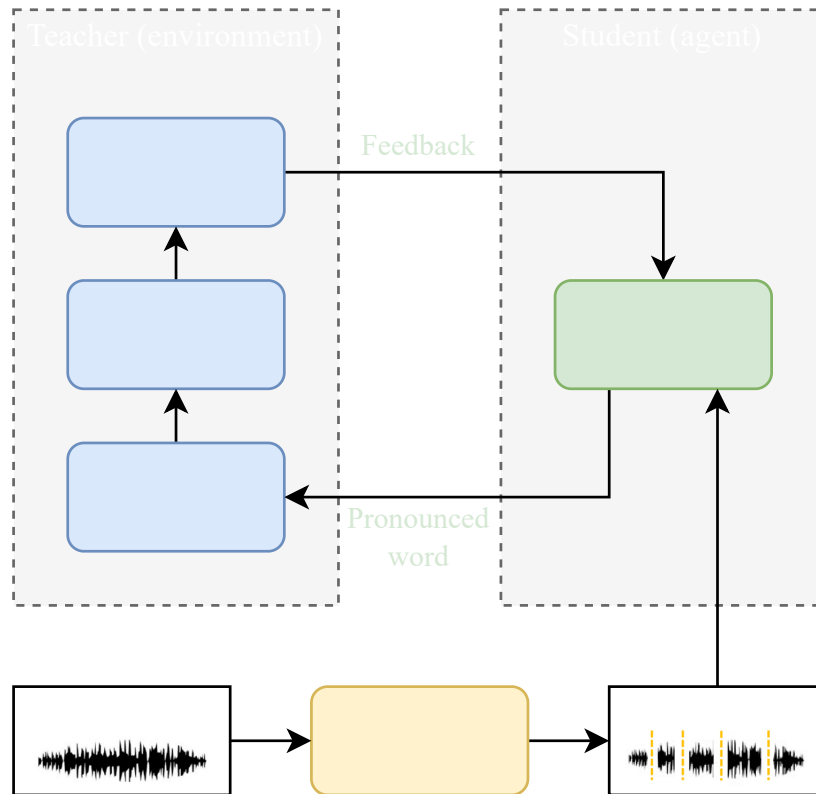 Teacher (environment)
Student (agent)
Feedback
Pronounced
word